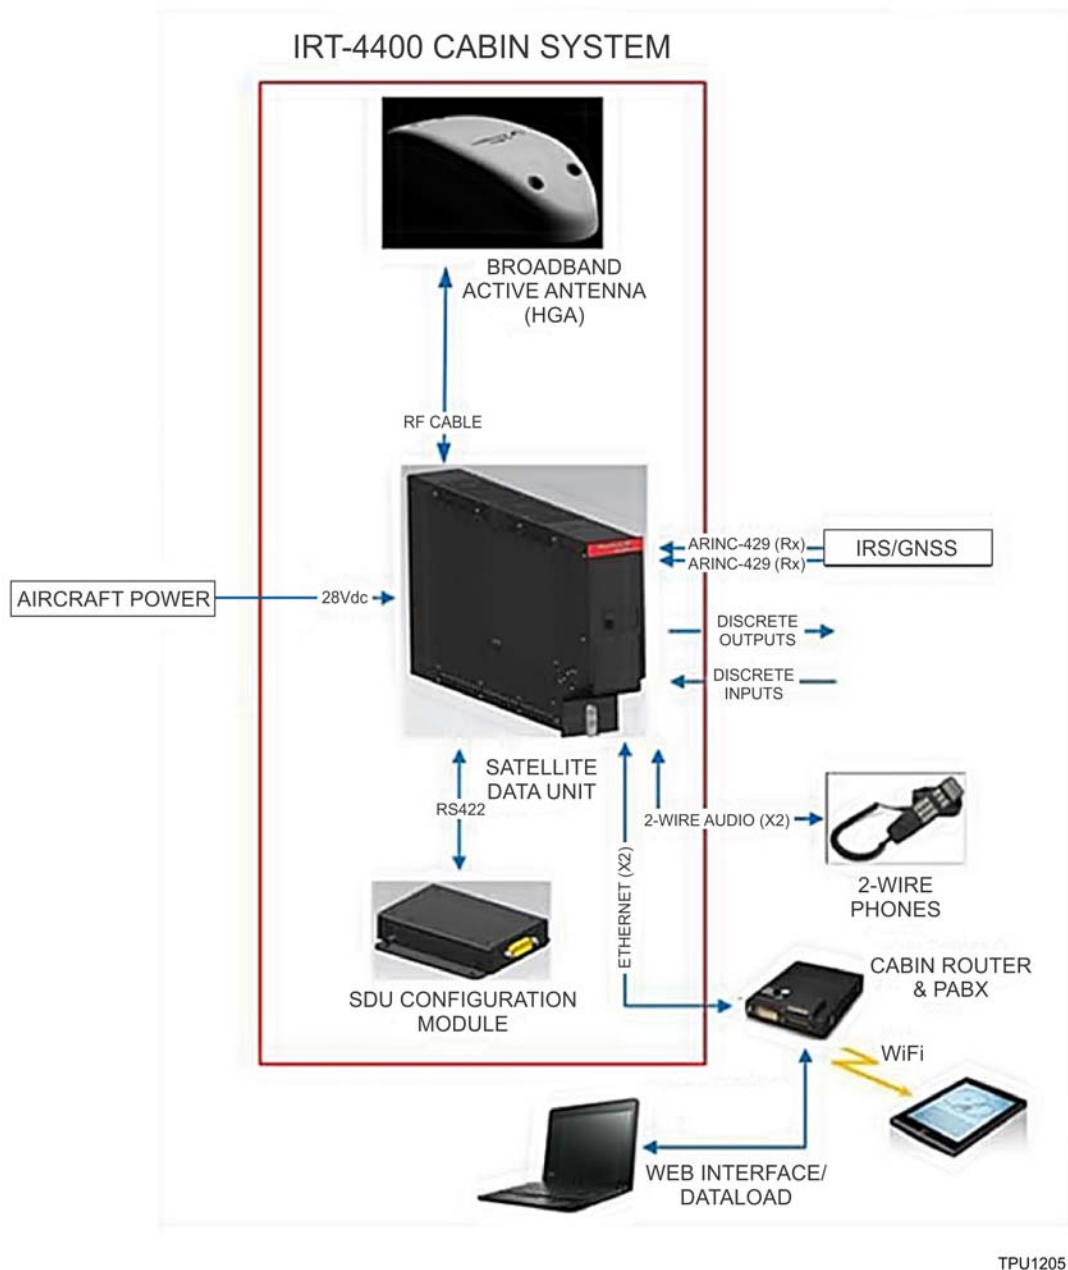 IRT-4400 CABIN SYSTEM
BROADBAND
ACTIVE ANTENNA
(HGA)
RF CABLE
ARINC-429 (Rx)
ARINC-429 (Rx)
IRS/GNSS
AIRCRAFT POWER
28Vdc
DISCRETE
OUTPUTS
DISCRETE
INPUTS
SATELLITE
DATA UNIT
RS422
2-WIRE AUDIO (X2)
ETHERNET (X2)
2-WIRE
PHONES
SDU CONFIGURATION
MODULE
CABIN ROUTER
& PABX
WiFi
WEB INTERFACE/
DATALOAD
TPU1205